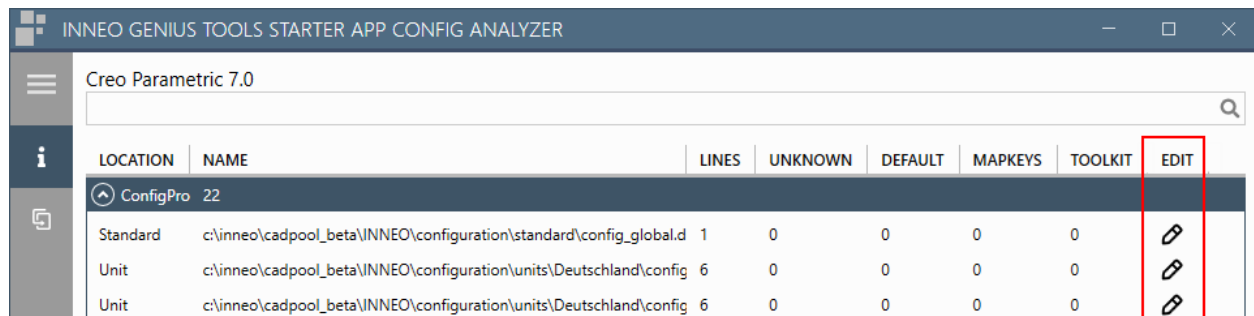 INNEO GENIUS TOOLS STARTER APP CONFIG ANALYZER
Creo Parametric 7.0
LOCATION NAME LINES UNKNOWN DEFAULT MAPKEYS TOOLKIT EDIT
ConfigPro 22
Standard c:\inneo\cadpool_beta\INNEO\configuration\standard\config_global.d 1 0 0 0 0
Unit c:\inneo\cadpool_beta\INNEO\configuration\units\Deutschland\config 6 0 0 0 0
Unit c:\inneo\cadpool_beta\INNEO\configuration\units\Deutschland\config 6 0 0 0 0